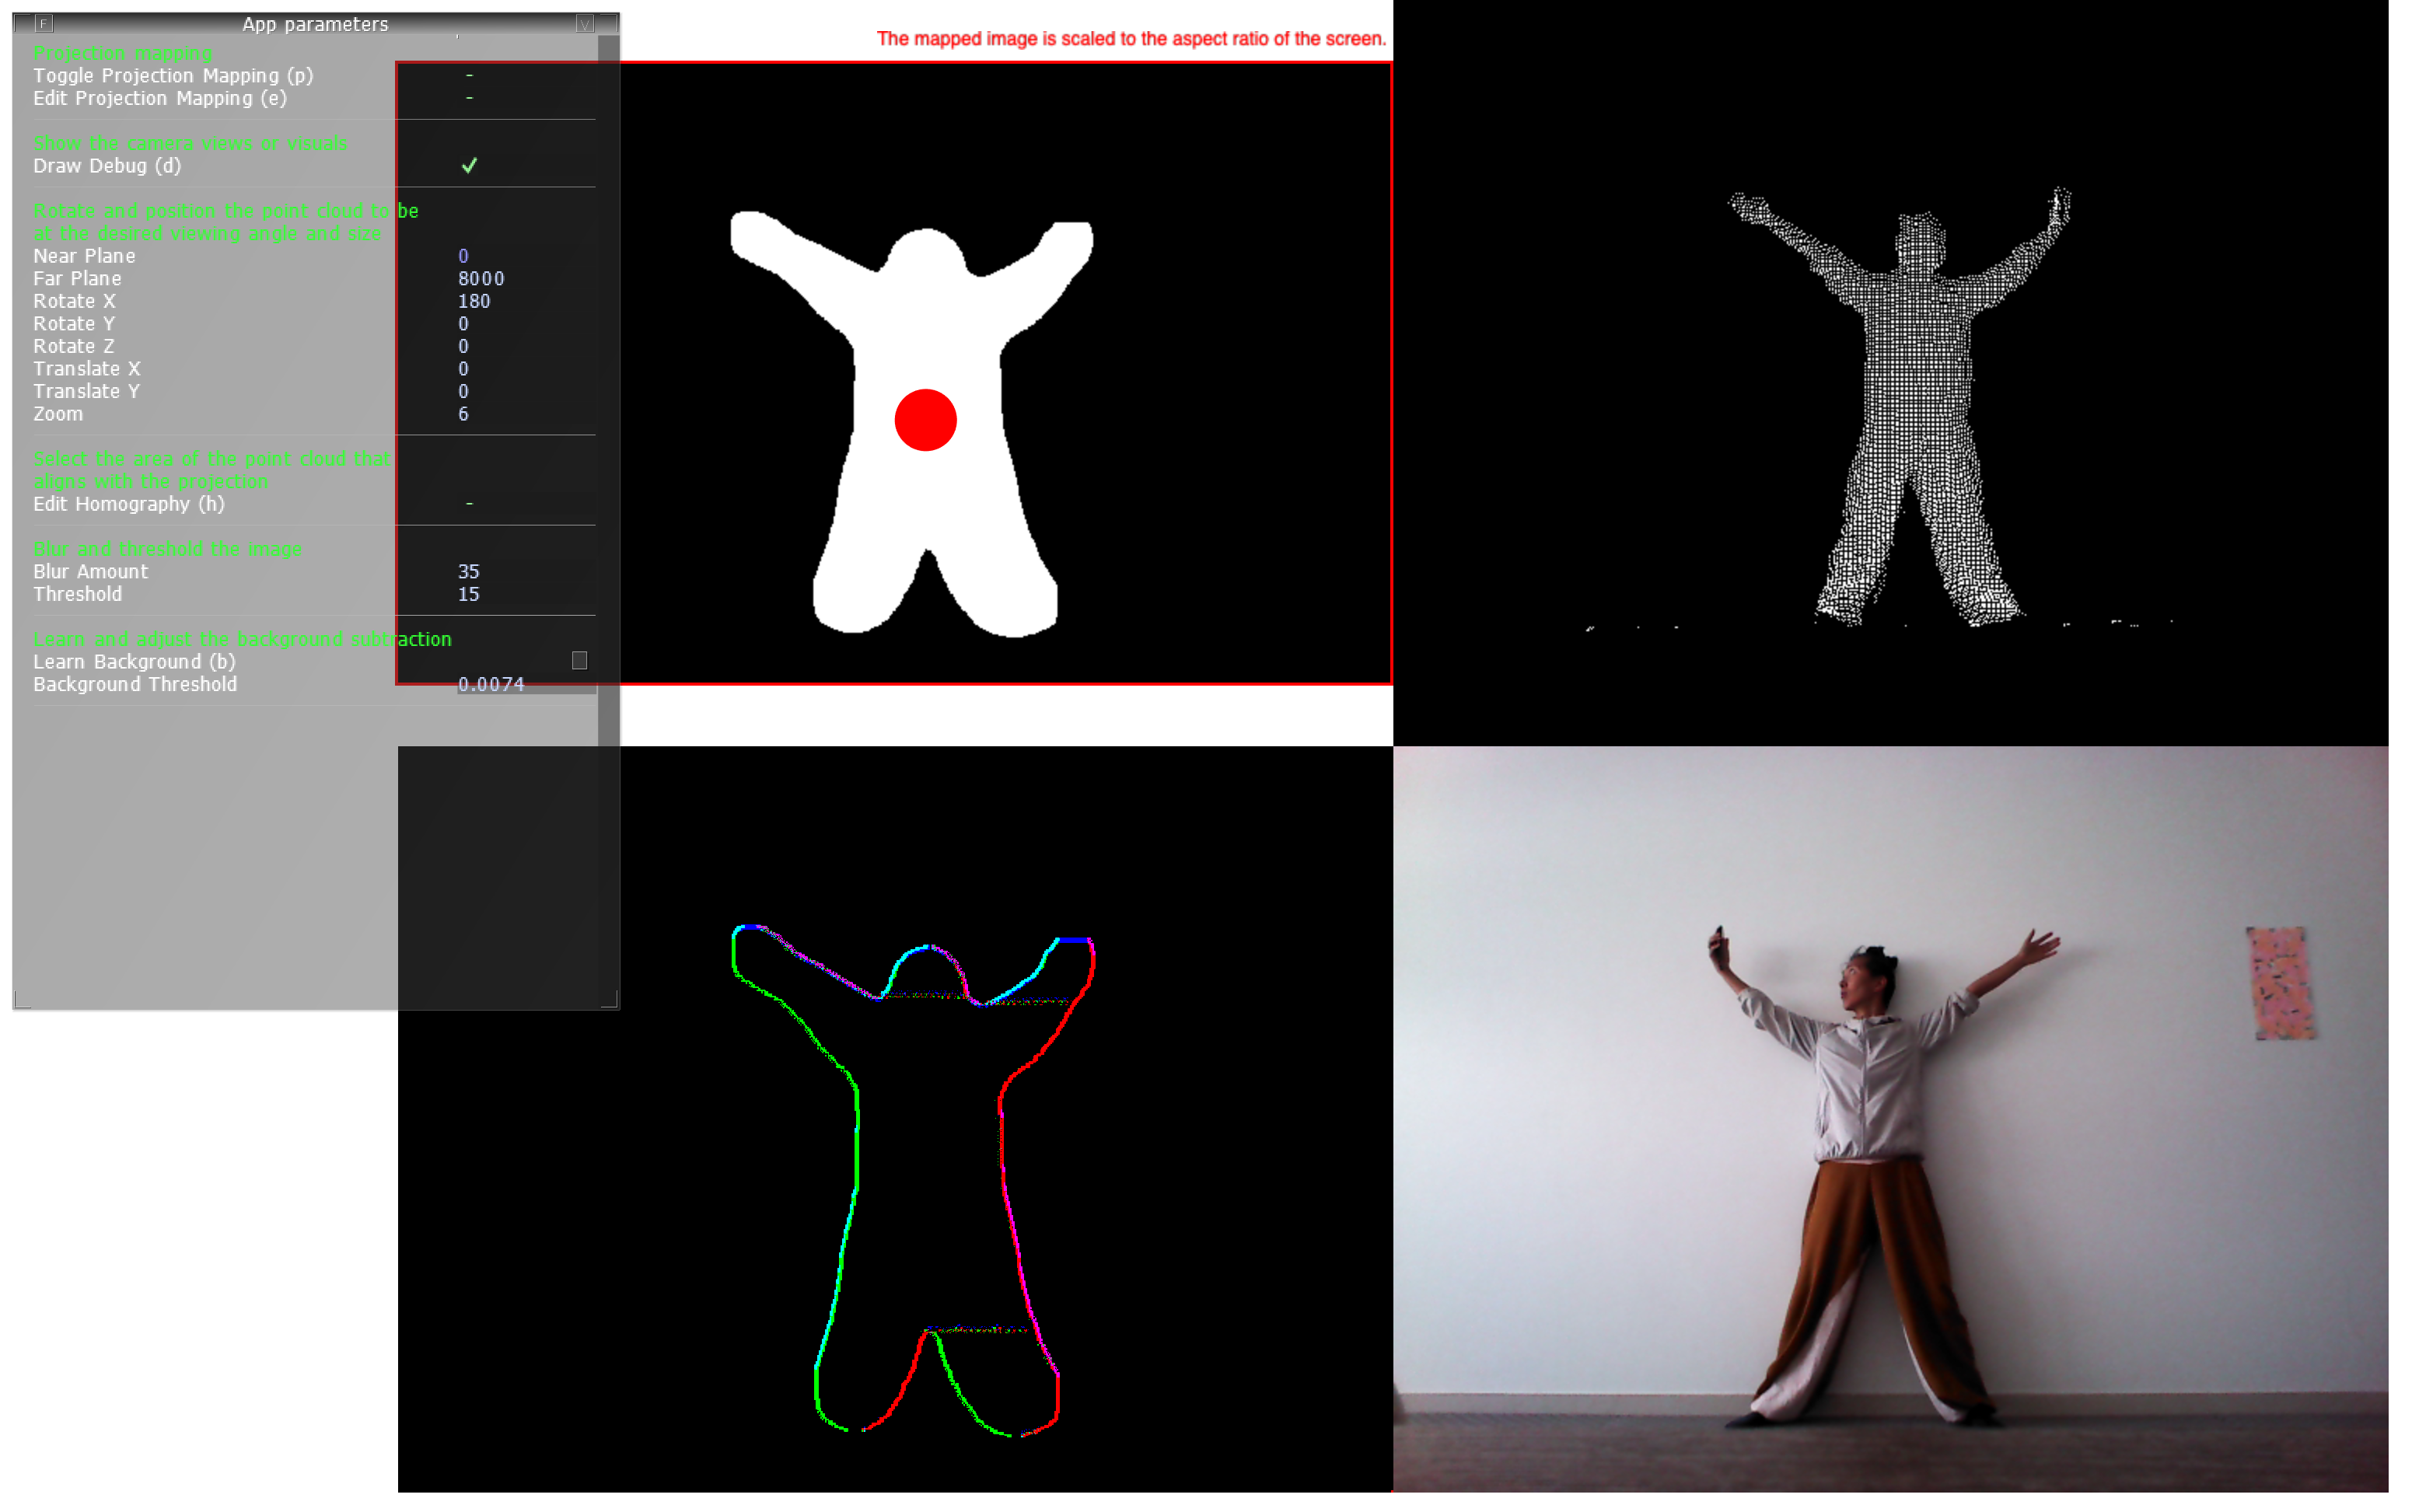 F App parameters V
The mapped image is scaled to the aspect ratio of the screen.
Projection mapping
Toggle Projection Mapping (p) -
Edit Projection Mapping (e) -
Show the camera views or visuals
Draw Debug (d) ✓
Rotate and position the point cloud to be
at the desired viewing angle and size
Near Plane 0
Far Plane 8000
Rotate X 180
Rotate Y 0
Rotate Z 0
Translate X 0
Translate Y 0
Zoom 6
Select the area of the point cloud that
aligns with the projection
Edit Homography (h) -
Blur and threshold the image
Blur Amount 35
Threshold 15
Learn and adjust the background subtraction
Learn Background (b)
Background Threshold 0.0074